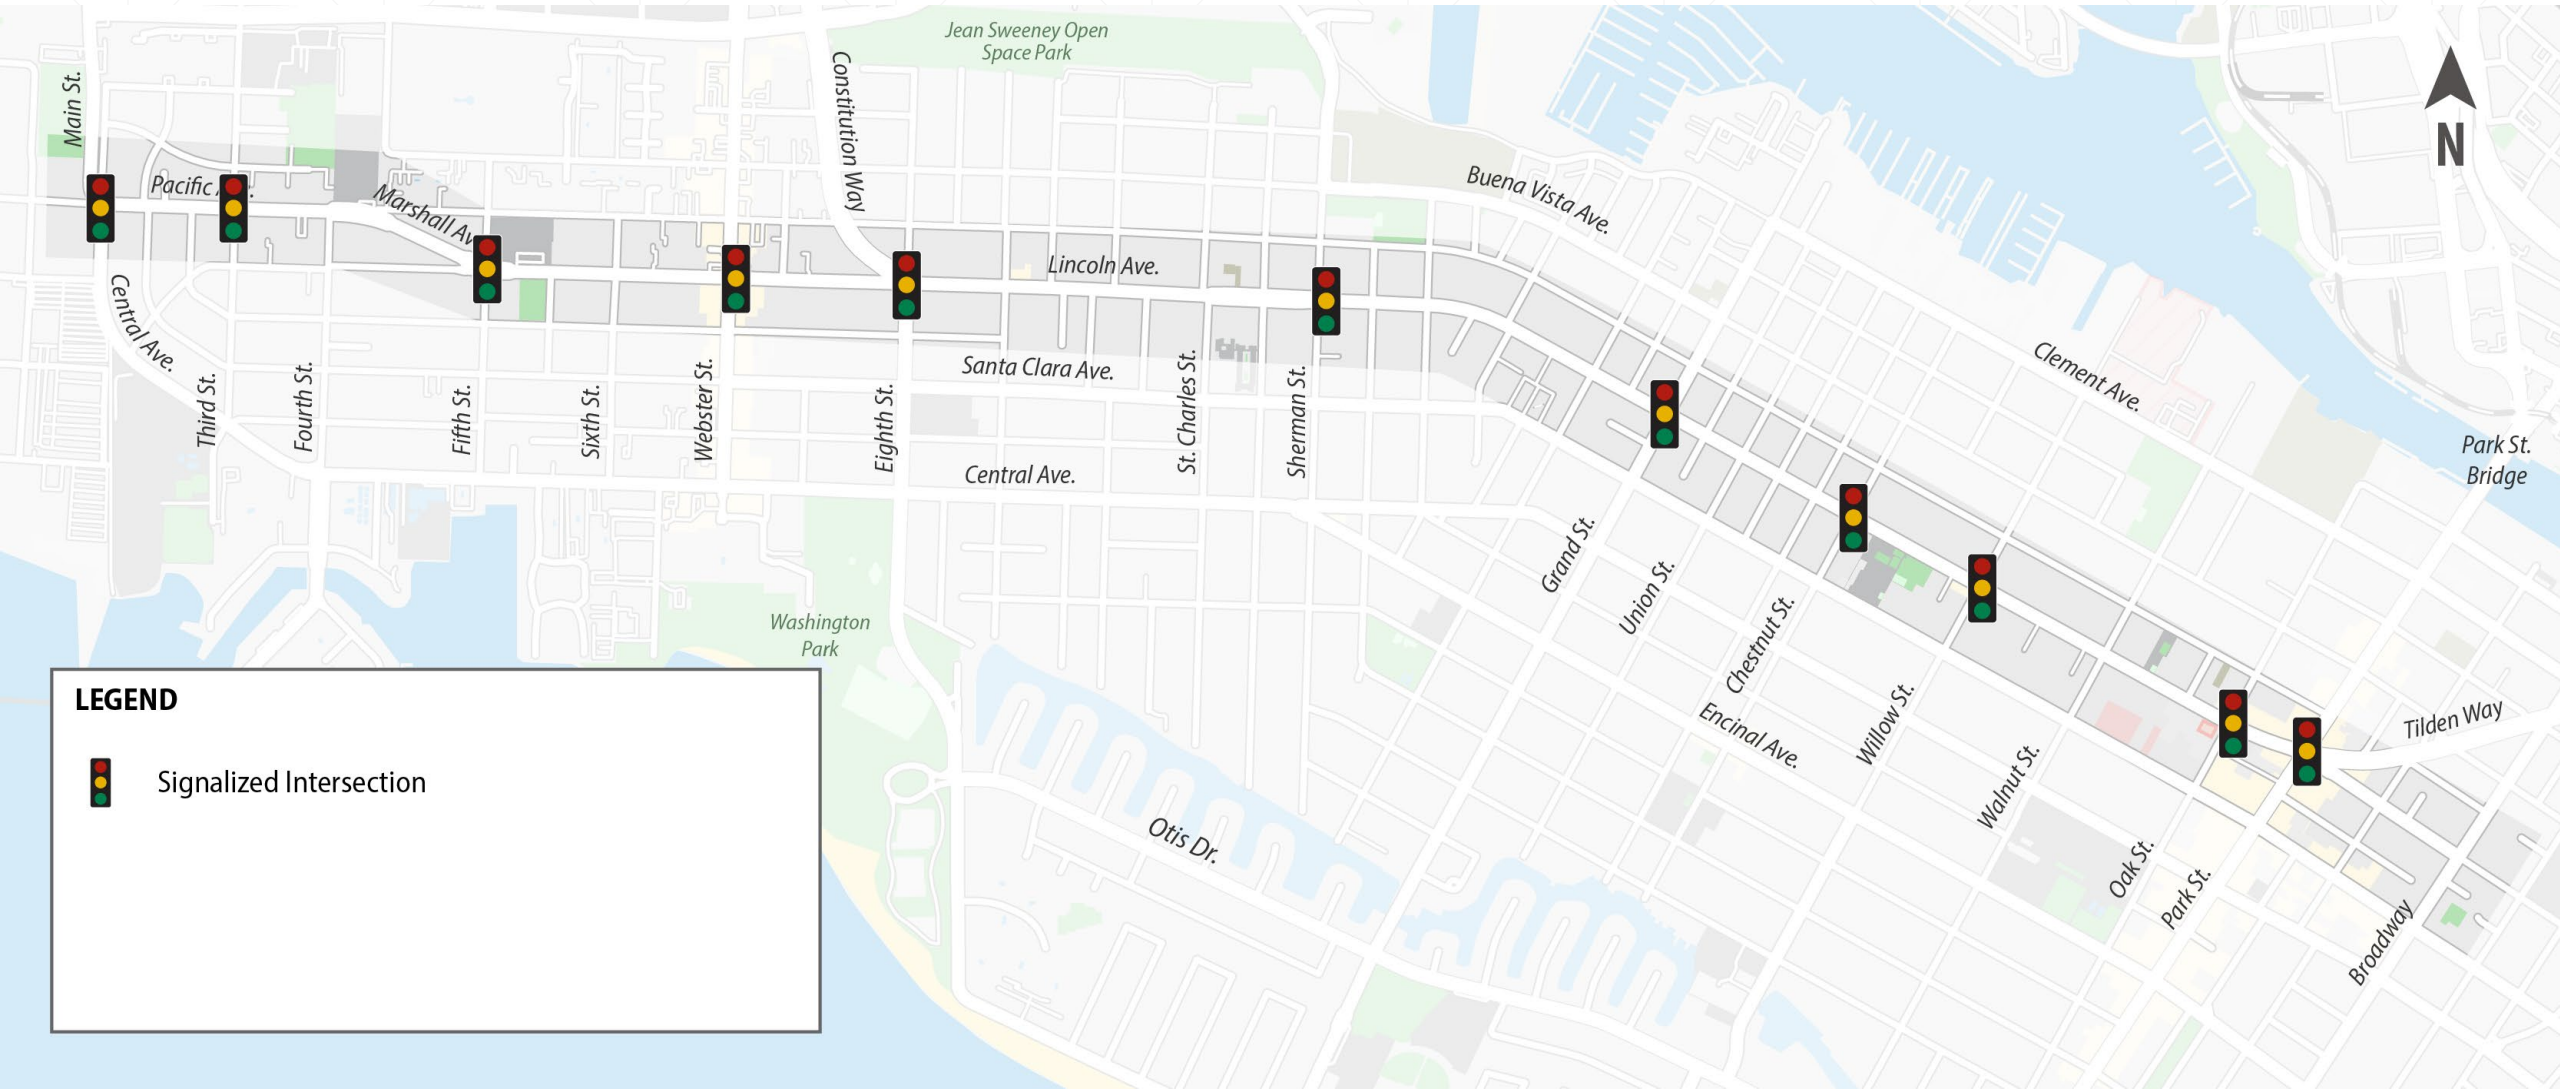 Jean Sweeney Open
Space Park
Main St.
Constitution Way
N
Pacific
Marshall Av
Buena Vista Ave.
Lincoln Ave.
Central Ave.
Santa Clara Ave.
Clement Ave.
Third St.
Fourth St.
Fifth St.
Sixth St.
Webster St.
Eighth St.
St. Charles St.
Sherman St.
Park St.
Bridge
Central Ave.
Grand St.
Union St.
Chestnut St.
Washington
Park
Encinal Ave.
Willow St.
Walnut St.
Tilden Way
Oak St.
Park St.
Broadway
Otis Dr.
LEGEND
Signalized Intersection